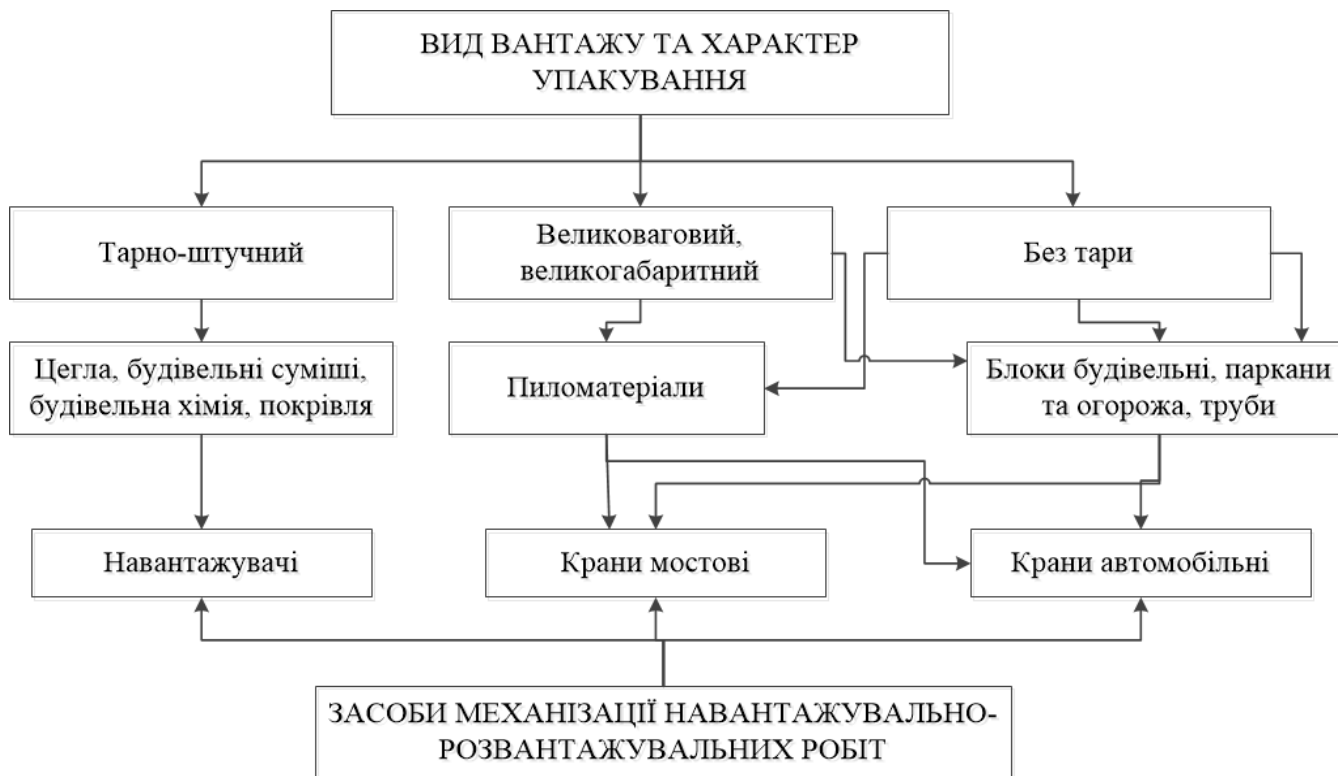 ВИД ВАНТАЖУ ТА ХАРАКТЕР
УПАКУВАННЯ
Тарно-штучний
Великоваговий,
великогабаритний
Без тари
Цегла, будівельні суміші,
будівельна хімія, покрівля
Пиломатеріали
Блоки будівельні, паркани
та огорожа, труби
Навантажувачі
Крани мостові
Крани автомобільні
ЗАСОБИ МЕХАНІЗАЦІЇ НАВАНТАЖУВАЛЬНО-
РОЗВАНТАЖУВАЛЬНИХ РОБІТ